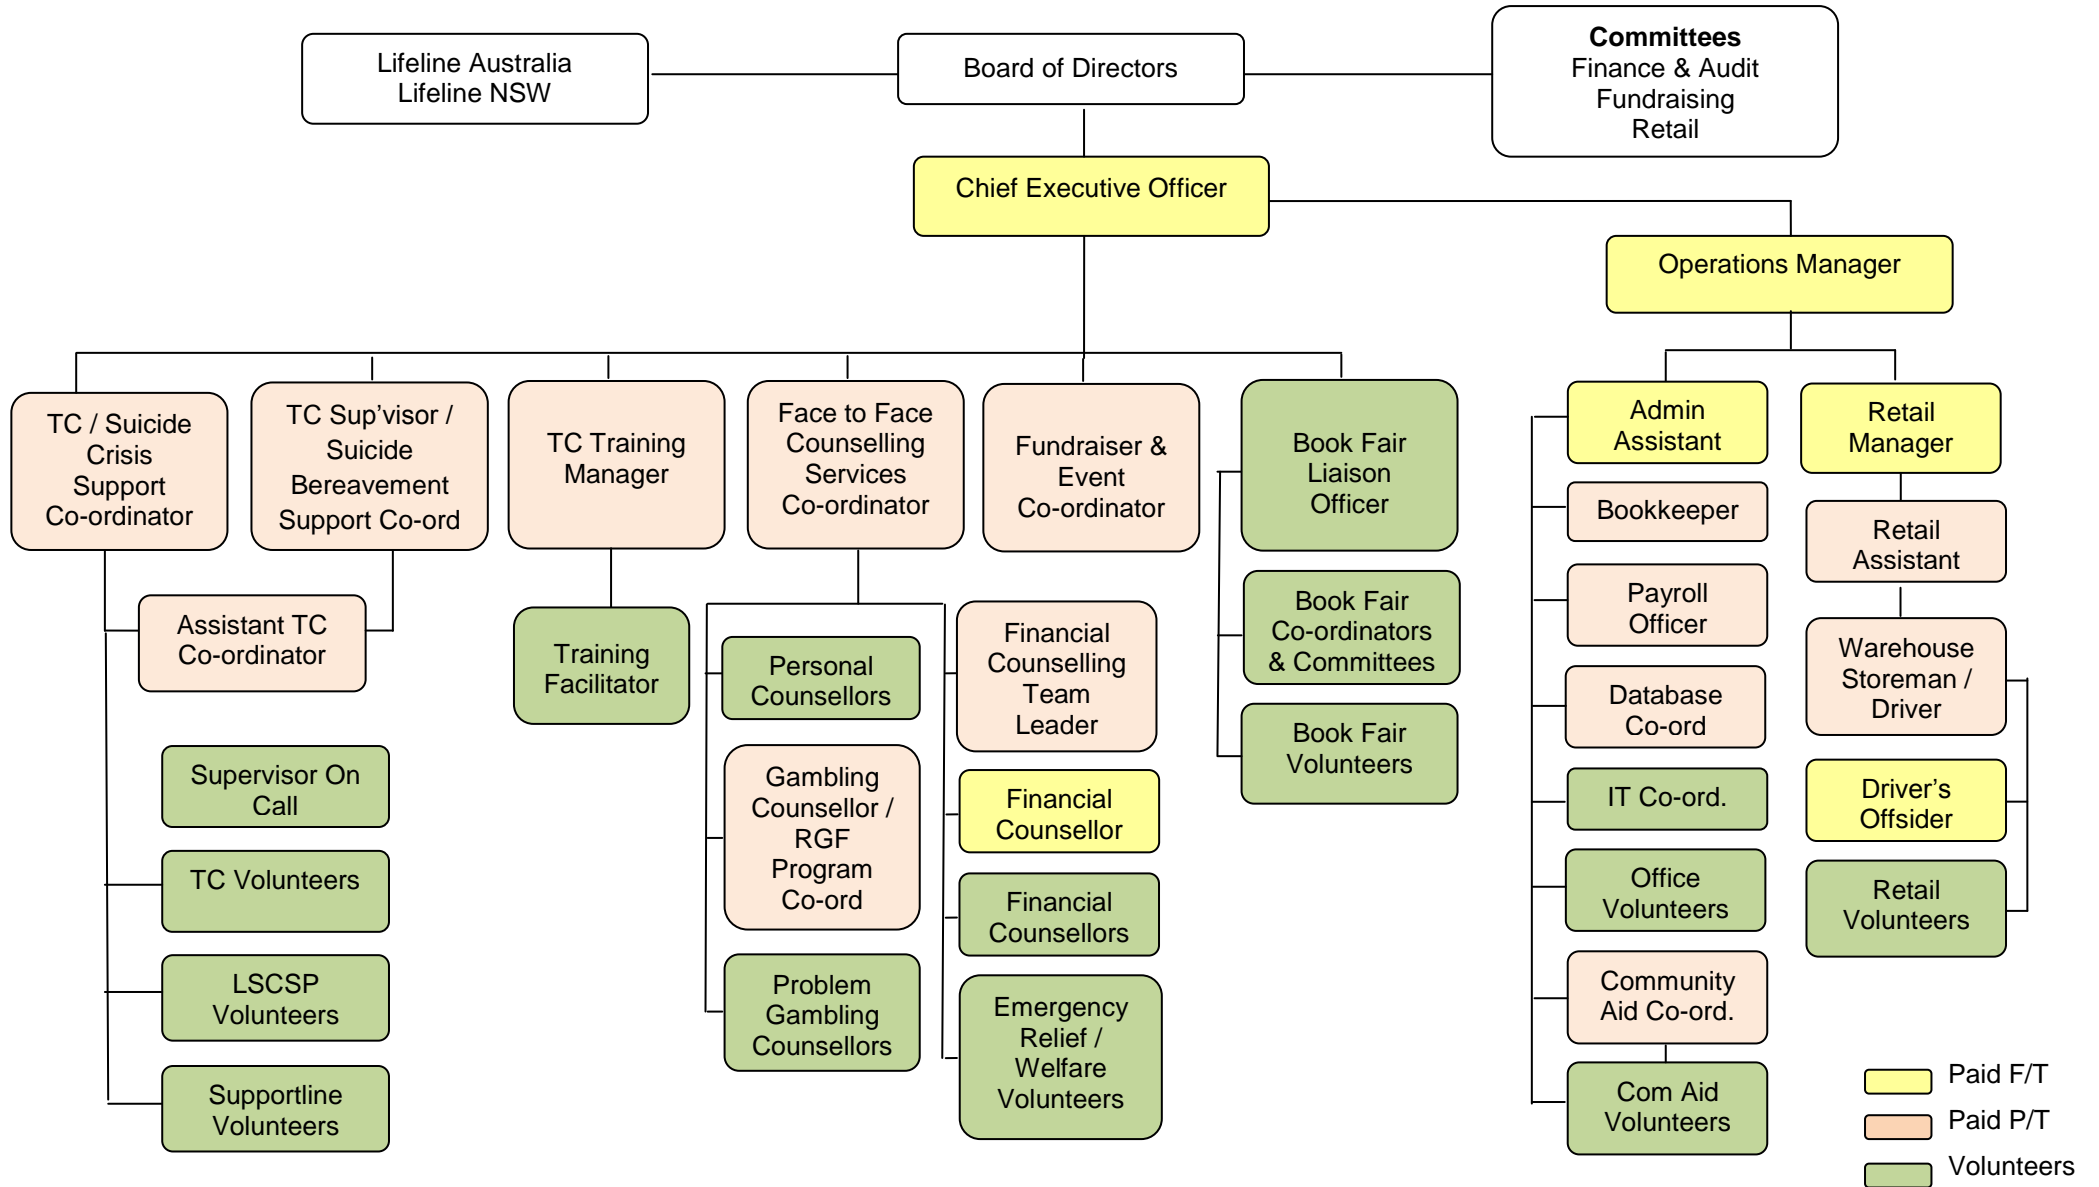 Lifeline Australia
Lifeline NSW
Board of Directors
Committees
Finance & Audit
Fundraising
Retail
Chief Executive Officer
Operations Manager
TC / Suicide
Crisis
Support
Co-ordinator
TC Sup’visor /
Suicide
Bereavement
Support Co-ord
TC Training
Manager
Face to Face
Counselling
Services
Co-ordinator
Fundraiser &
Event
Co-ordinator
Book Fair
Liaison
Officer
Admin
Assistant
Retail
Manager
Assistant TC
Co-ordinator
Supervisor On
Call
TC Volunteers
LSCSP
Volunteers
Supportline
Volunteers
Training
Facilitator
Personal
Counsellors
Gambling
Counsellor /
RGF
Program
Co-ord
Problem
Gambling
Counsellors
Financial
Counselling
Team
Leader
Financial
Counsellor
Financial
Counsellors
Emergency
Relief /
Welfare
Volunteers
Book Fair
Co-ordinators
& Committees
Book Fair
Volunteers
Bookkeeper
Payroll
Officer
Database
Co-ord
IT Co-ord.
Office
Volunteers
Community
Aid Co-ord.
Com Aid
Volunteers
Retail
Assistant
Warehouse
Storeman /
Driver
Driver’s
Offsider
Retail
Volunteers
Paid F/T
Paid P/T
Volunteers